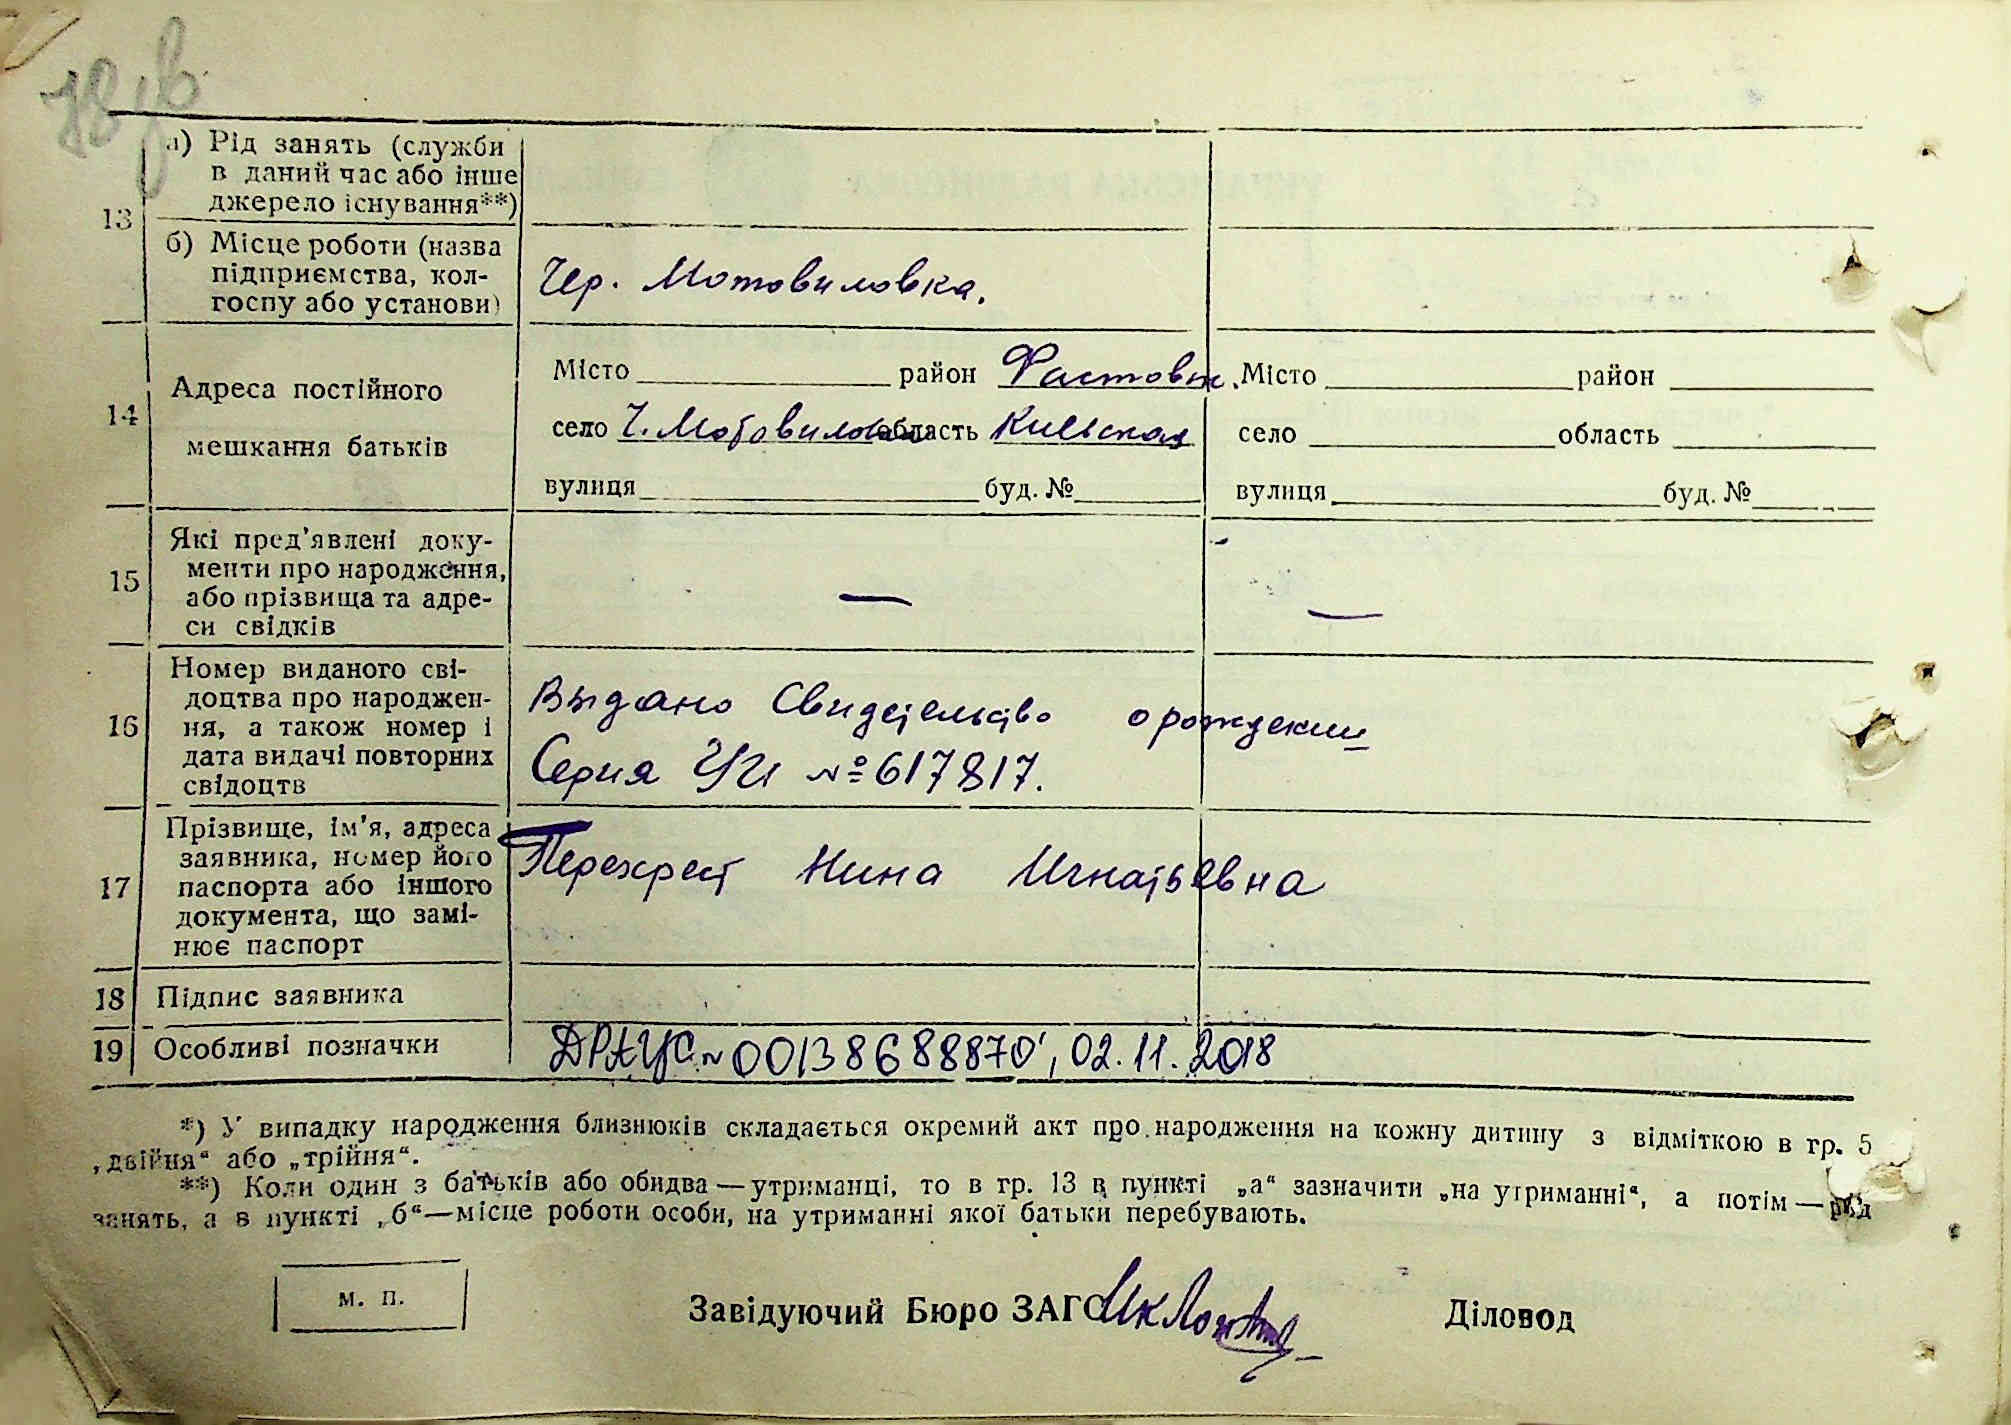 78 зв
13
а) Рід занять (служби
в даний час або інше
джерело існування**)
б) Місце роботи (назва
підприємства, кол-
госпу або установи)
Чер. Мотовиловка.
14
Адреса постійного
мешкання батьків
Місто район Фастовск.
село Ч. Мотовиловка область Киевская
вулиця буд. №
Місто район
село область
вулиця буд. №
15
Які пред'явлені доку-
менти про народження,
або прізвища та адре-
си свідків
—
—
16
Номер виданого сві-
доцтва про народжен-
ня, а також номер і
дата видачі повторних
свідоцтв
Выдано Свидетельство о рождении
Серия УИ № 617817.
17
Прізвище, ім'я, адреса
заявника, номер його
паспорта або іншого
документа, що замі-
нює паспорт
Перехрест Нина Игнатьевна
18 Підпис заявника
19 Особливі позначки
ДРАЦС № 00138688870, 02.11.2018
*) У випадку народження близнюків складається окремий акт про народження на кожну дитину з відміткою в гр. 5
„двійня“ або „трійня“.
**) Коли один з батьків або обидва — утриманці, то в гр. 13 в пункті „а“ зазначити „на утриманні“, а потім — рід
занять, а в пункті „б“ — місце роботи особи, на утриманні якої батьки перебувають.
м. п.
Завідуючий Бюро ЗАГС
Діловод